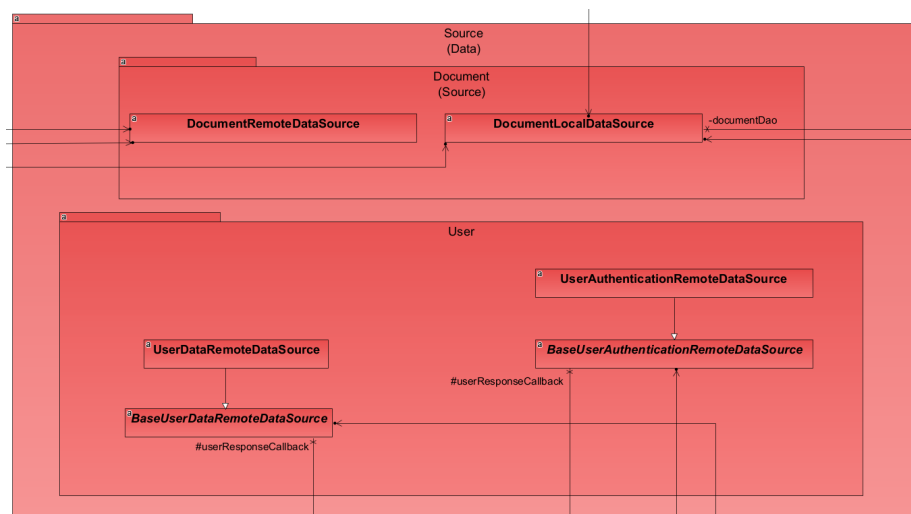 a
Source
(Data)
a
Document
(Source)
a
DocumentRemoteDataSource
a
DocumentLocalDataSource
-documentDao
a
User
a
UserAuthenticationRemoteDataSource
a
UserDataRemoteDataSource
a
BaseUserAuthenticationRemoteDataSource
#userResponseCallback
a
BaseUserDataRemoteDataSource
#userResponseCallback